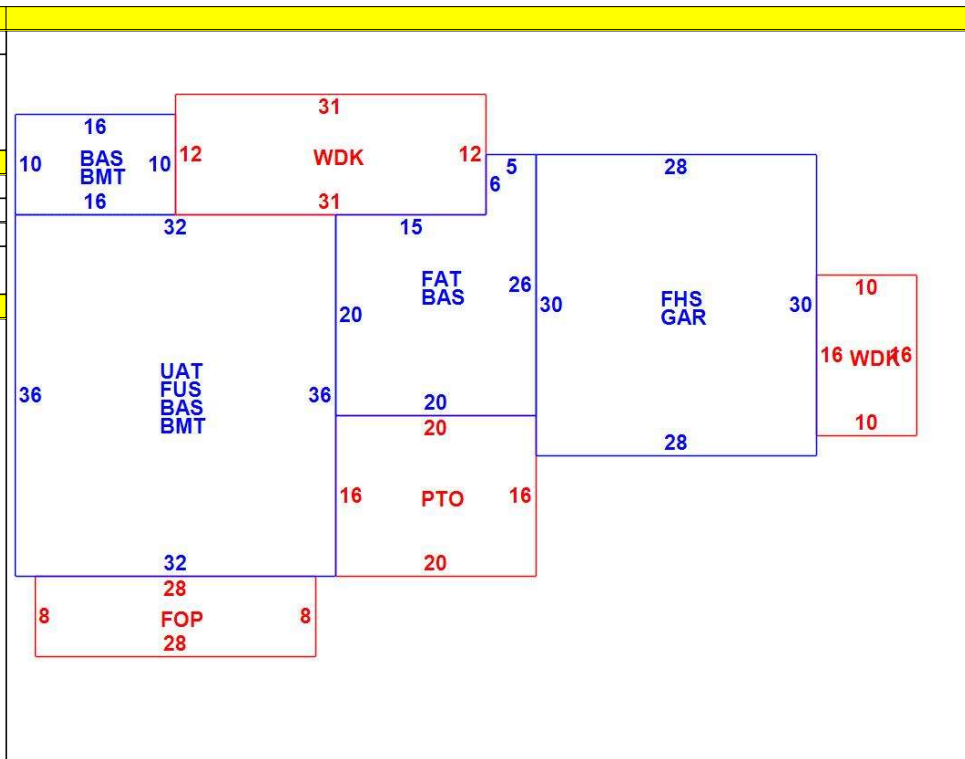 31
16
10 BAS 10 12 WDK 12
BMT
5 28
6
16
31
32 15
FAT
BAS
26
20 30 FHS 30
GAR
10
16 WDK 16
10
36 UAT 36
FUS
BAS
BMT
20
20
28
16 PTO 16
32 20
28
8 FOP 8
28